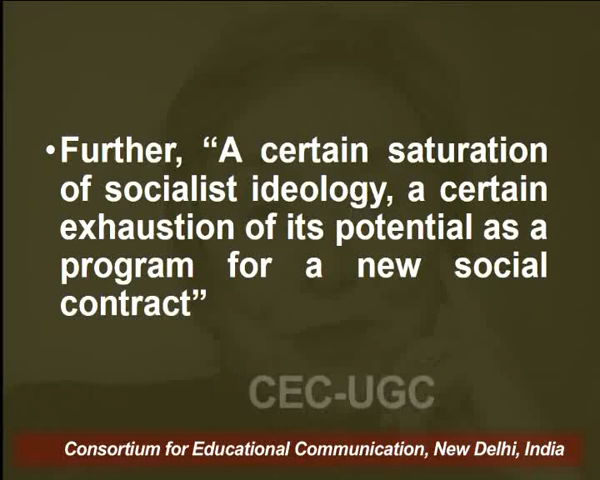 •Further, “A certain saturation
of socialist ideology, a certain
exhaustion of its potential as a
program for a new social
contract”
CEC-UGC
Consortium for Educational Communication, New Delhi, India